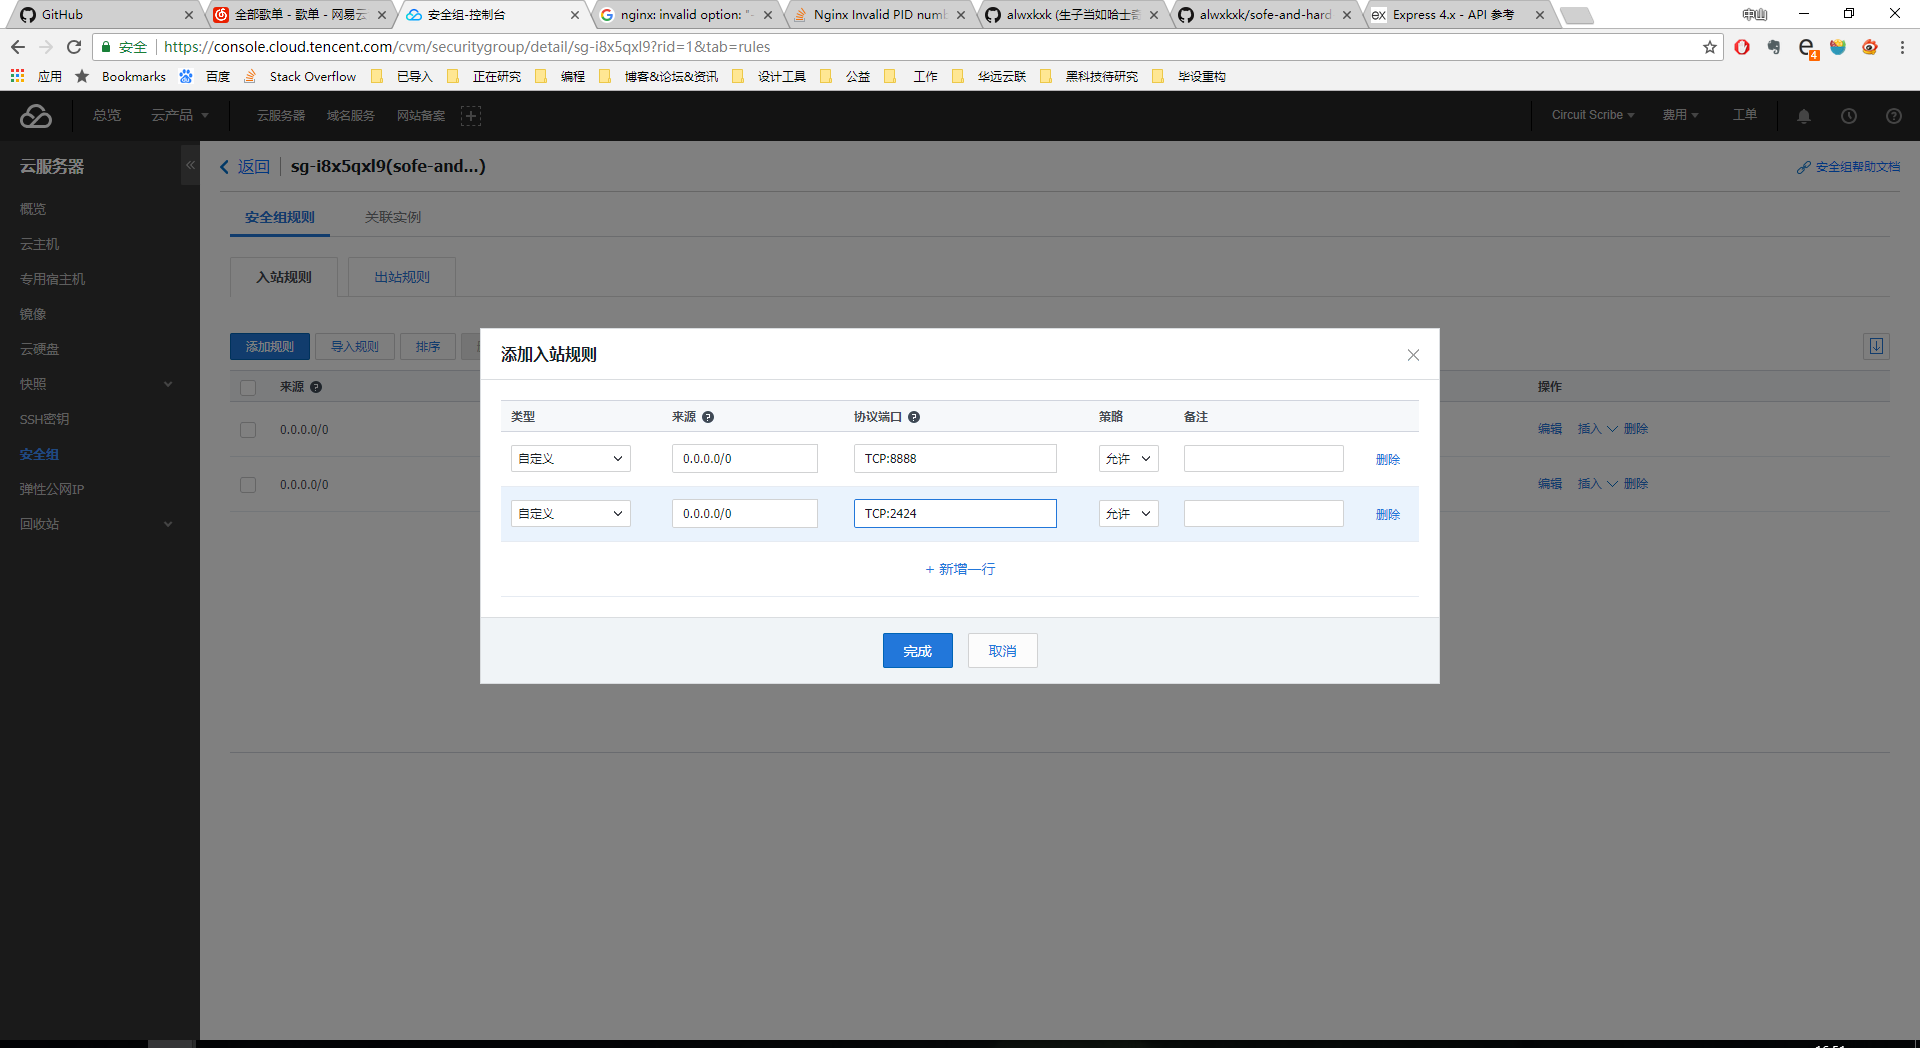 GitHub
全部歌单 - 歌单 - 网易云
安全组-控制台
nginx: invalid option: "-
Nginx Invalid PID numb
alwxkxk (生子当如哈士
alwxkxk/sofe-and-hard
Express 4.x - API 参考
安全 https://console.cloud.tencent.com/cvm/securitygroup/detail/sg-i8x5qxl9?rid=1&tab=rules
应用 Bookmarks 百度 Stack Overflow 已导入 正在研究 编程 博客&论坛&资讯 设计工具 公益 工作 华远云联 黑科技待研究 毕设重构
总览 云产品 云服务器 域名服务 网站备案 Circuit Scribe 费用 工单
云服务器
概览
云主机
专用宿主机
镜像
云硬盘
快照
SSH密钥
安全组
弹性公网IP
回收站
返回 sg-i8x5qxl9(sofe-and...) 安全组帮助文档
安全组规则 关联实例
入站规则 出站规则
添加规则 导入规则 排序
来源 操作
0.0.0.0/0 编辑 插入 删除
0.0.0.0/0 编辑 插入 删除
添加入站规则
类型 来源 协议端口 策略 备注
自定义 0.0.0.0/0 TCP:8888 允许 删除
自定义 0.0.0.0/0 TCP:2424 允许 删除
+ 新增一行
完成 取消